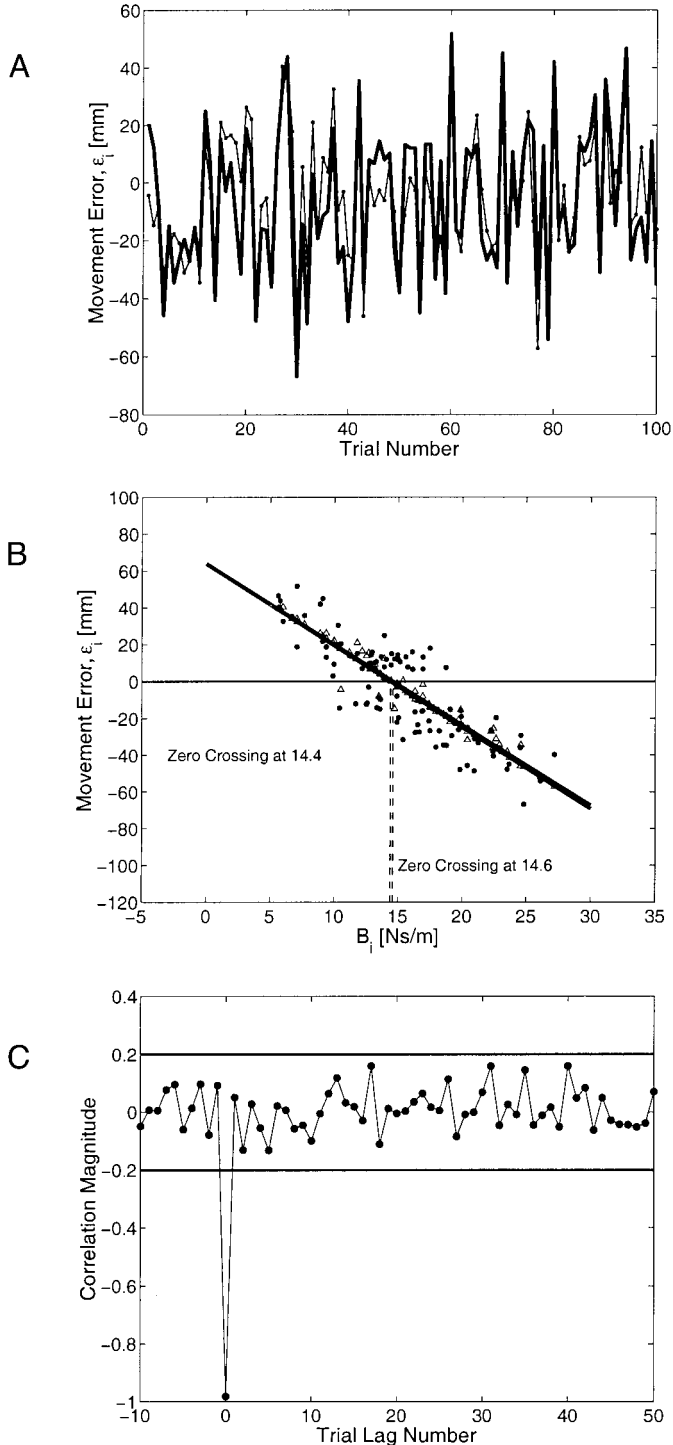 A
60
40
20
0
−20
−40
−60
−80
Movement Error, εi [mm]
0 20 40 60 80 100
Trial Number
B
100
80
60
40
20
0
−20
−40
−60
−80
−100
−120
Movement Error, εi [mm]
Zero Crossing at 14.4
Zero Crossing at 14.6
−5 0 5 10 15 20 25 30 35
Bi [Ns/m]
C
0.4
0.2
0
−0.2
−0.4
−0.6
−0.8
−1
Correlation Magnitude
−10 0 10 20 30 40 50
Trial Lag Number